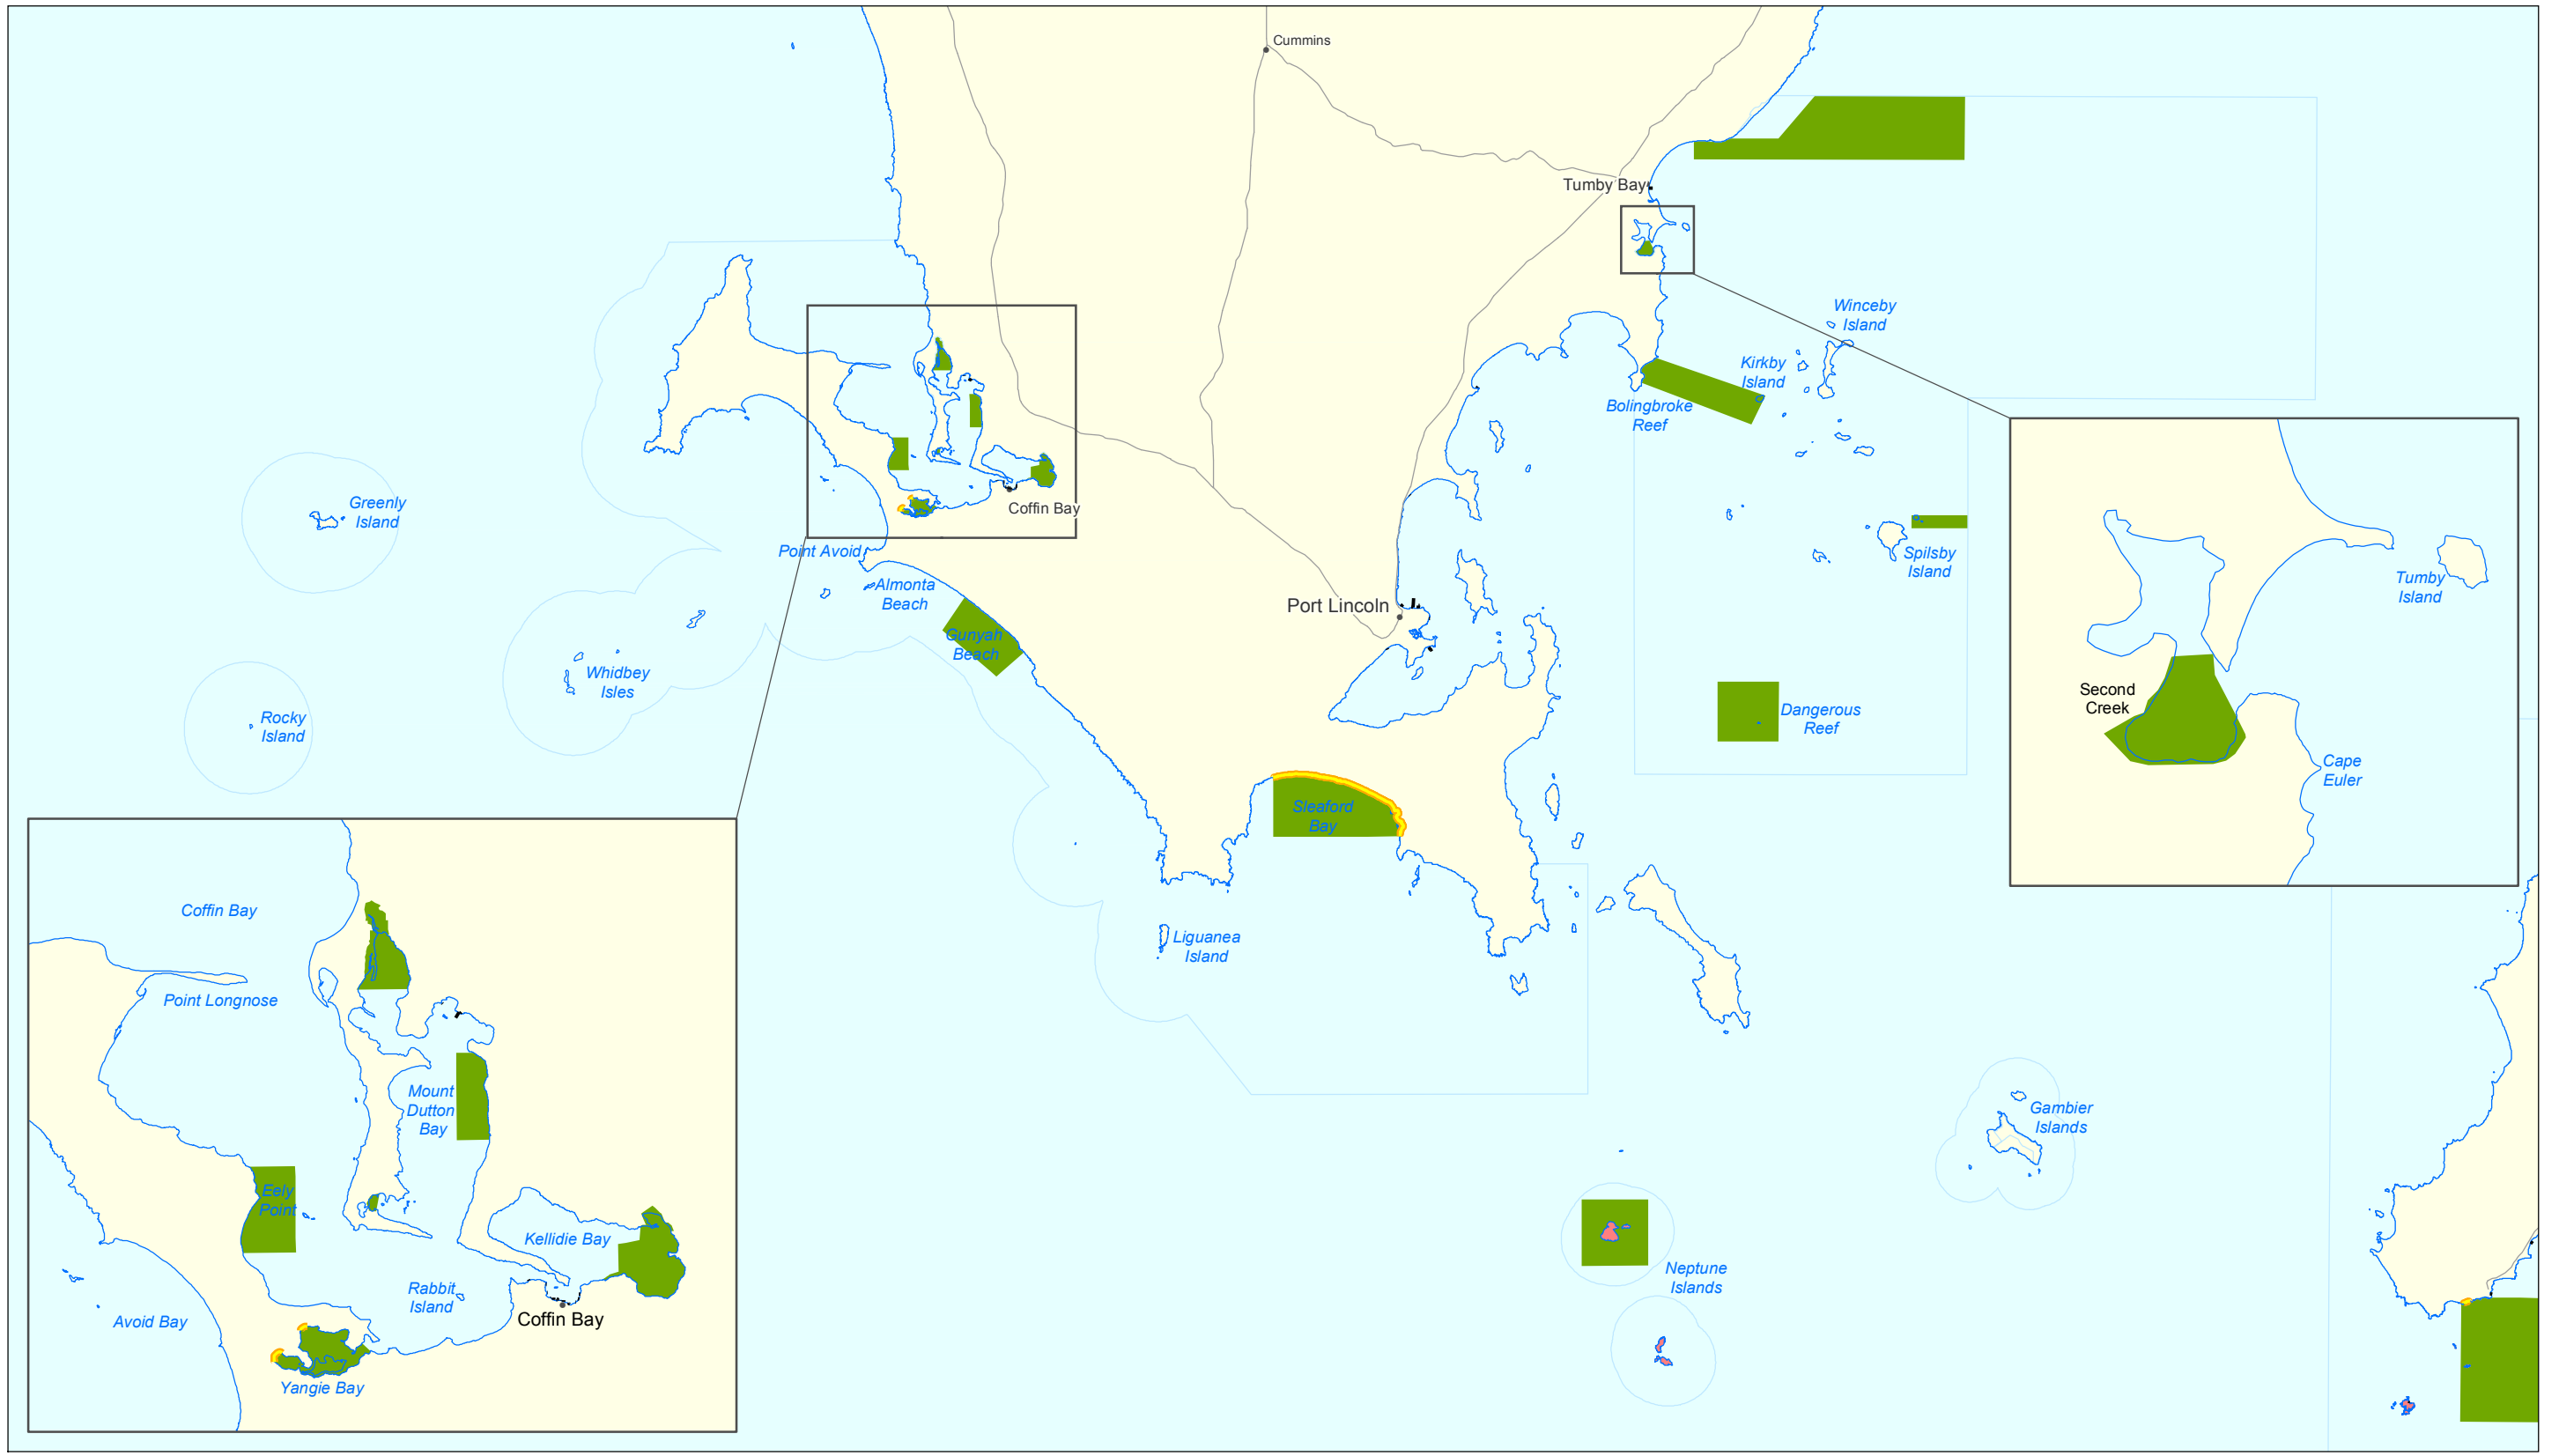 Cummins
Tumby Bay
Winceby
Island
Kirkby
Island
Bolingbroke
Reef
Greenly
Island
Coffin Bay
Point Avoid
Almonta
Beach
Gunyah
Beach
Spilsby
Island
Port Lincoln
Whidbey
Isles
Rocky
Island
Dangerous
Reef
Sleaford
Bay
Liguanea
Island
Gambier
Islands
Neptune
Islands
Tumby
Island
Second
Creek
Cape
Euler
Coffin Bay
Point Longnose
Mount
Dutton
Bay
Eely
Point
Kellidie Bay
Rabbit
Island
Coffin Bay
Avoid Bay
Yangie Bay